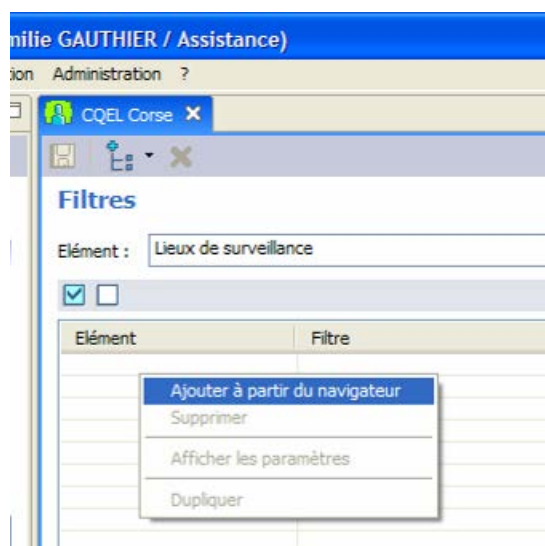 milie GAUTHIER / Assistance)
ion Administration ?
CQEL Corse
Filtres
Elément : Lieux de surveillance
Elément Filtre
Ajouter à partir du navigateur
Supprimer
Afficher les paramètres
Dupliquer